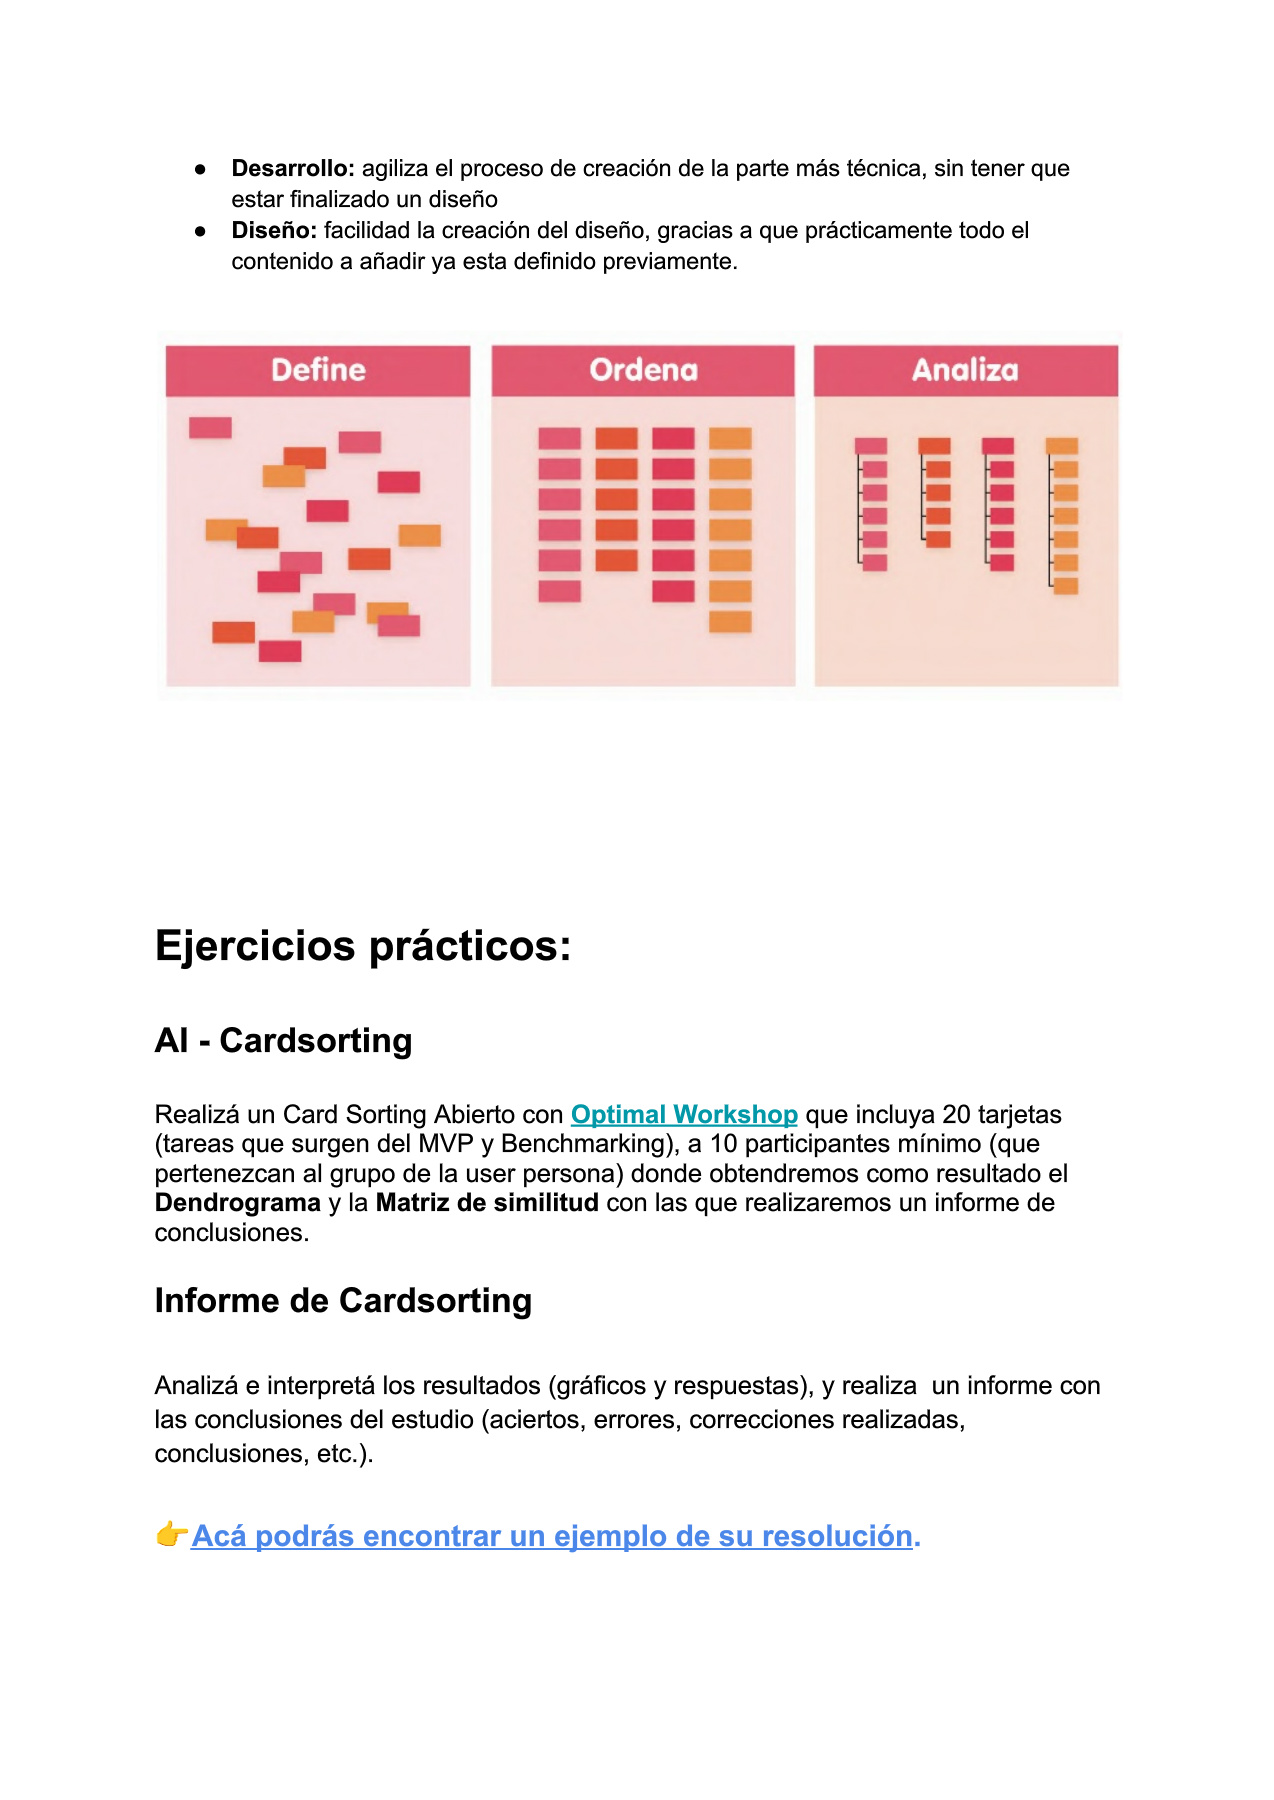 ● Desarrollo: agiliza el proceso de creación de la parte más técnica, sin tener que
estar finalizado un diseño
● Diseño: facilidad la creación del diseño, gracias a que prácticamente todo el
contenido a añadir ya esta definido previamente.
Define
Ordena
Analiza
Ejercicios prácticos:
AI - Cardsorting
Realizá un Card Sorting Abierto con Optimal Workshop que incluya 20 tarjetas
(tareas que surgen del MVP y Benchmarking), a 10 participantes mínimo (que
pertenezcan al grupo de la user persona) donde obtendremos como resultado el
Dendrograma y la Matriz de similitud con las que realizaremos un informe de
conclusiones.
Informe de Cardsorting
Analizá e interpretá los resultados (gráficos y respuestas), y realiza  un informe con
las conclusiones del estudio (aciertos, errores, correcciones realizadas,
conclusiones, etc.).
👉Acá podrás encontrar un ejemplo de su resolución.